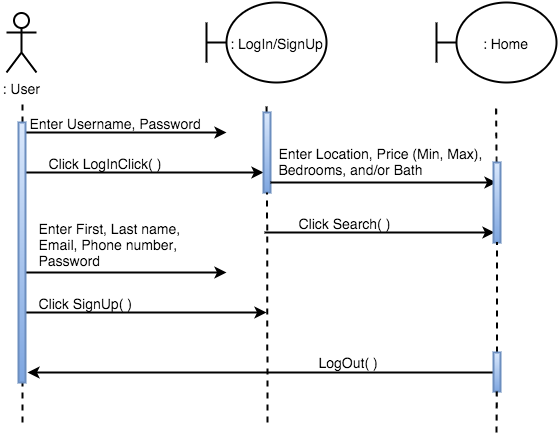 : LogIn/SignUp
: Home
: User
Enter Username, Password
Click LogInClick( )
Enter Location, Price (Min, Max),
Bedrooms, and/or Bath
Click Search( )
Enter First, Last name,
Email, Phone number,
Password
Click SignUp( )
LogOut( )